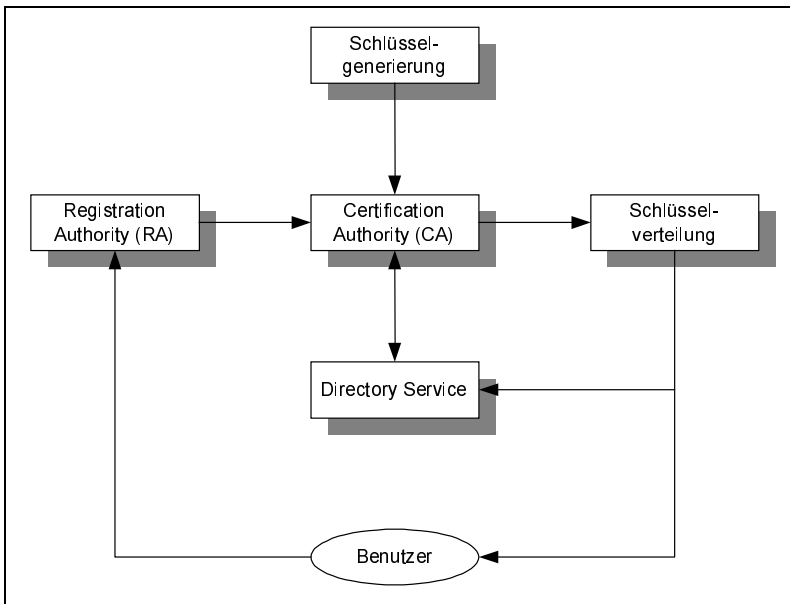 Schlüssel-
generierung
Registration
Authority (RA)
Certification
Authority (CA)
Schlüssel-
verteilung
Directory Service
Benutzer